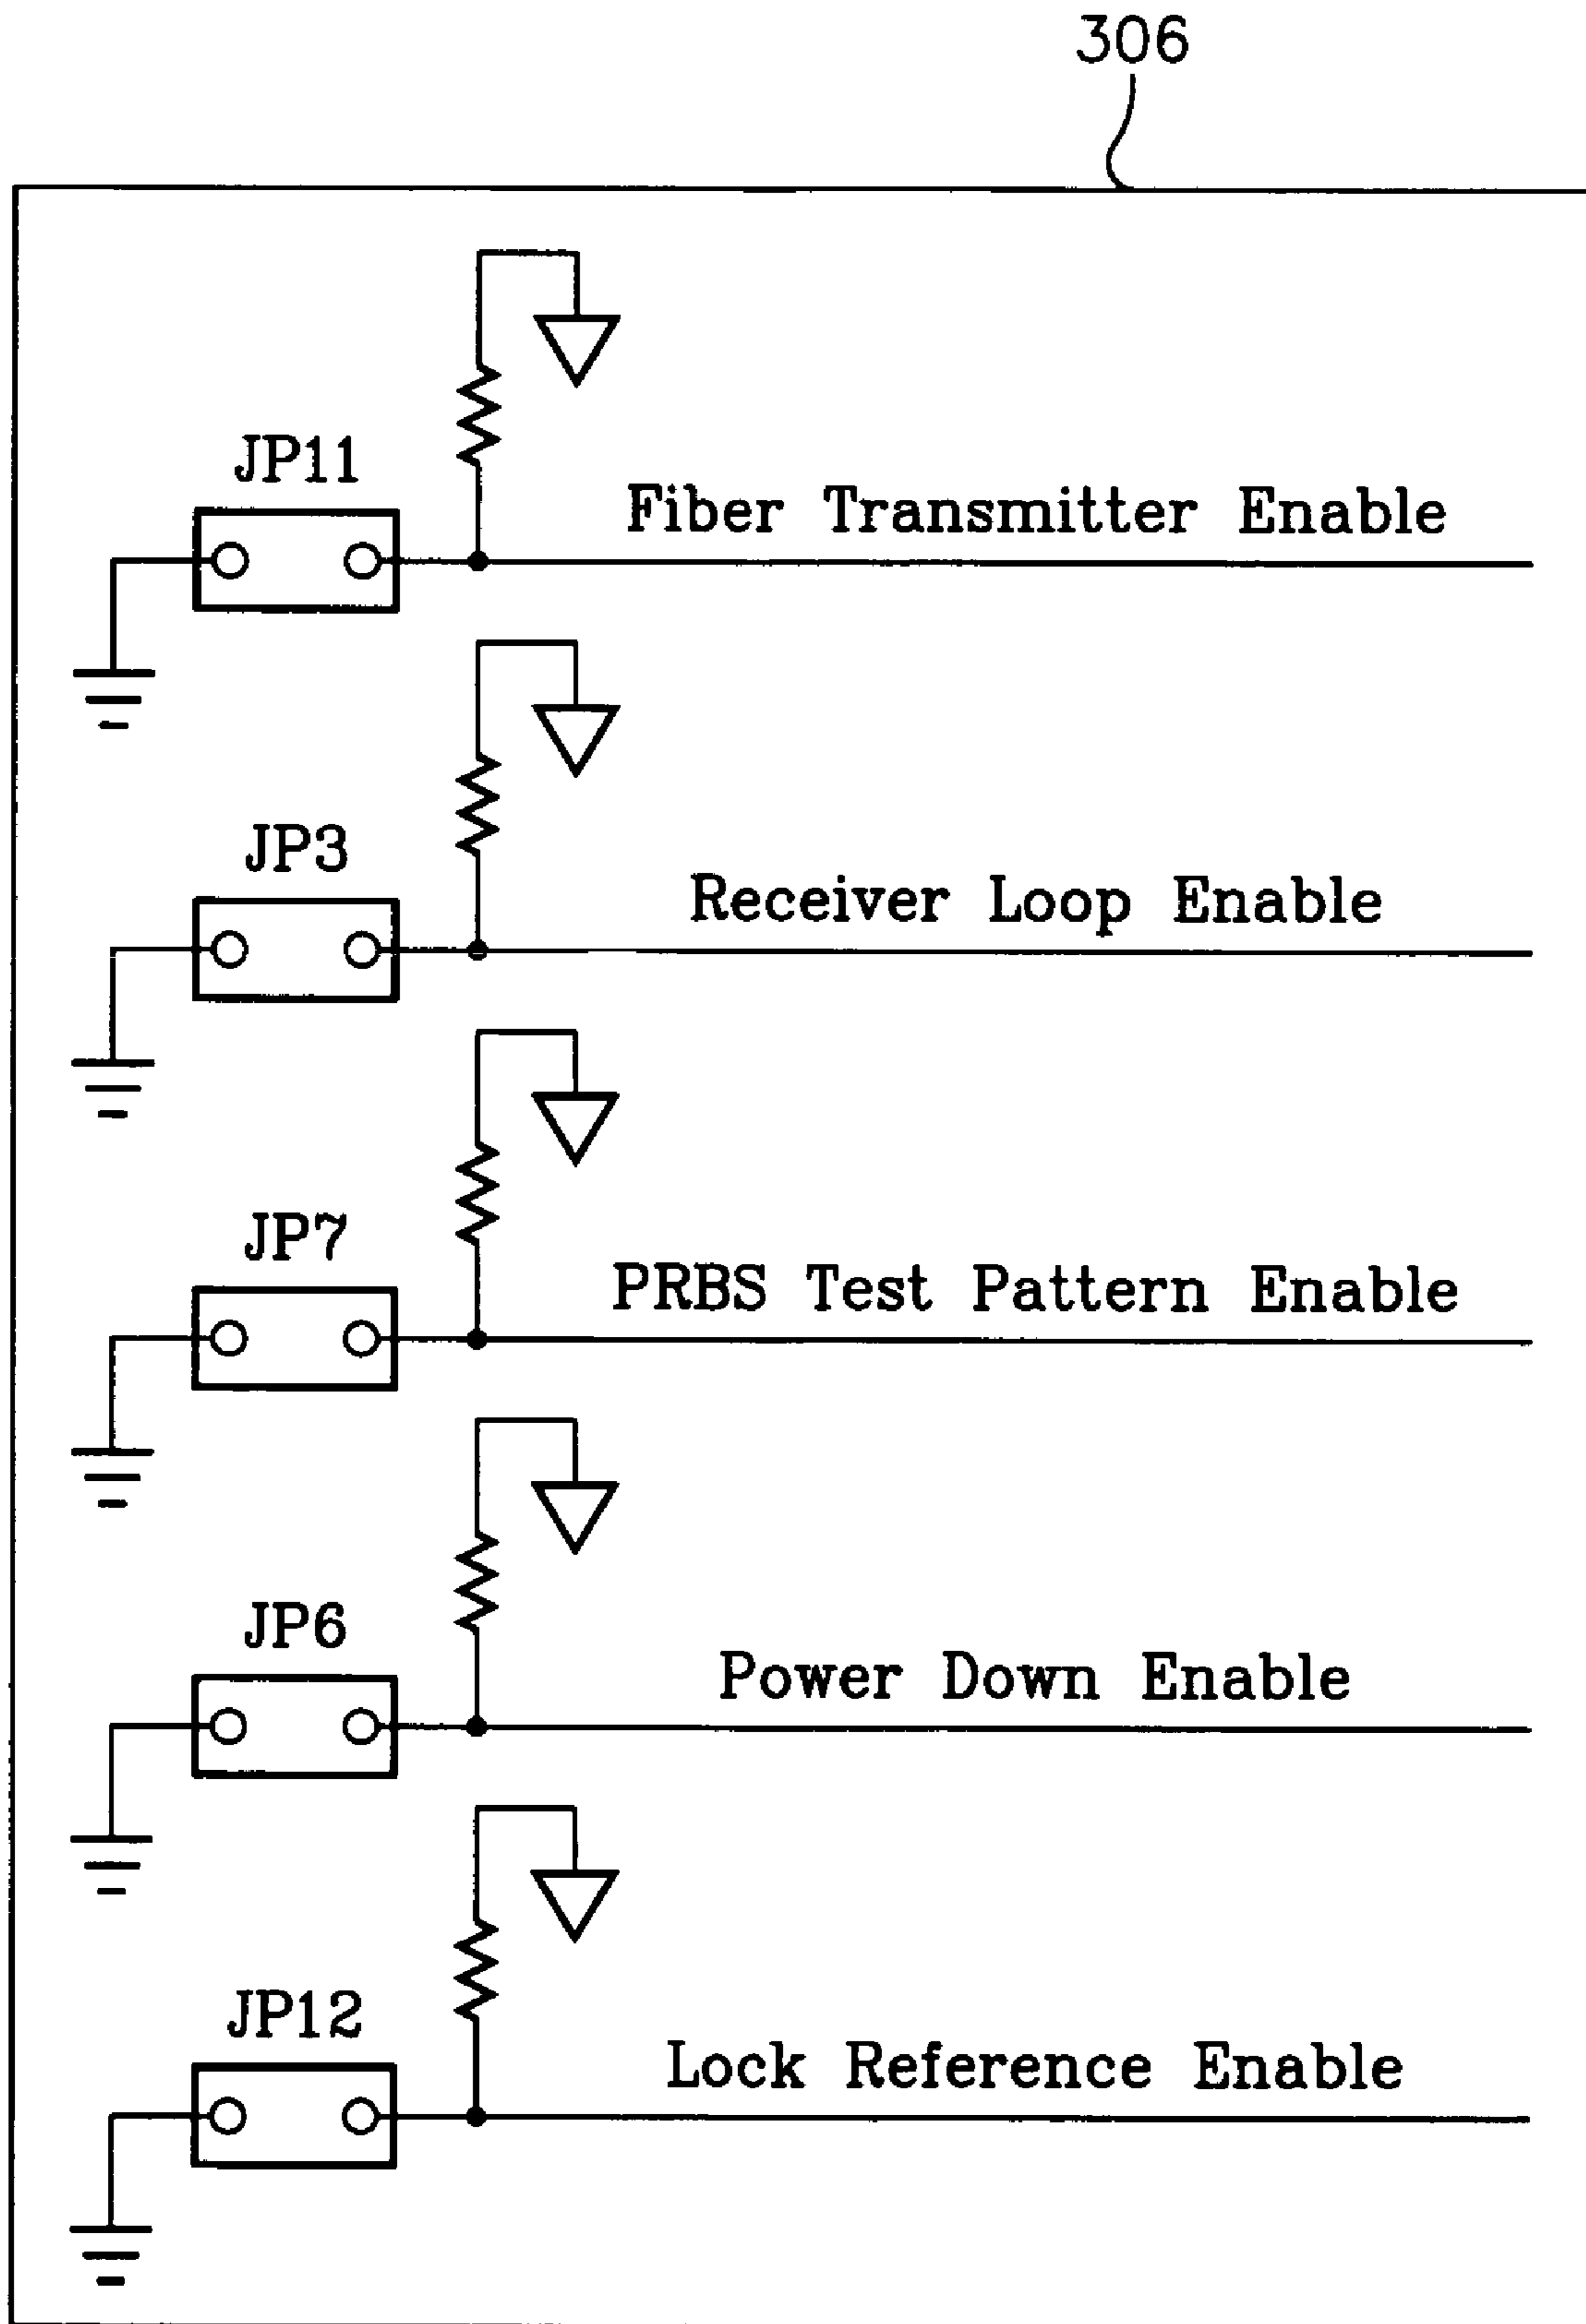 306
JP11
Fiber Transmitter Enable
JP3
Receiver Loop Enable
JP7
PRBS Test Pattern Enable
JP6
Power Down Enable
JP12
Lock Reference Enable